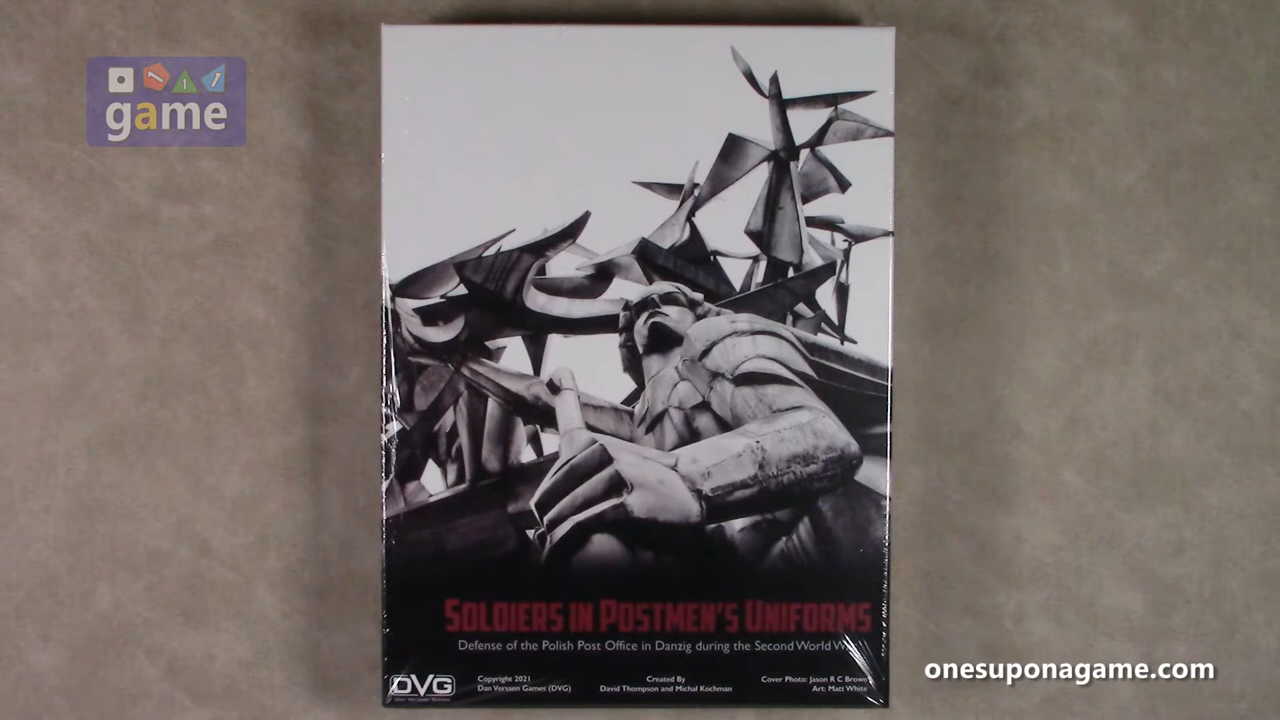 game
SOLDIERS IN POSTMEN'S UNIFORMS
Defense of the Polish Post Office in Danzig during the Second World
DVG
Copyright 2021
Dan Verssen Games (DVG)
Created By
David Thompson and Michał Kochman
Cover Photo: Jason R C Brown
Art: Matt White
onesuponagame.com